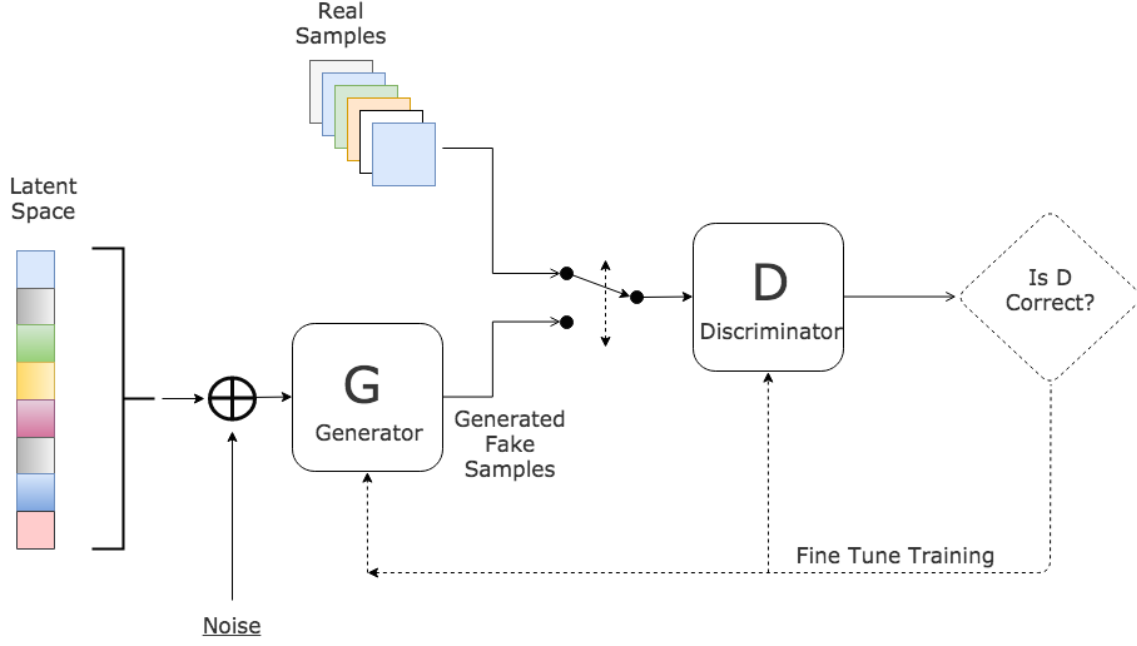 Real
Samples
Latent
Space
D
Discriminator
Is D
Correct?
G
Generator
Generated
Fake
Samples
Fine Tune Training
Noise